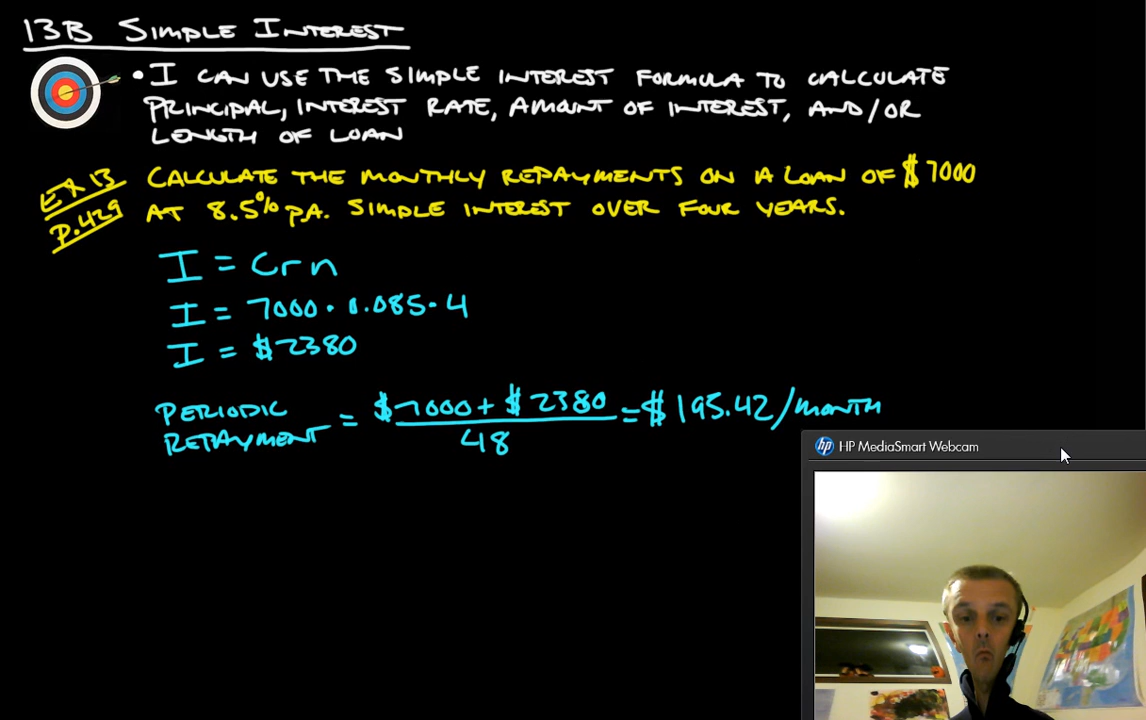 13B SIMPLE INTEREST
• I CAN USE THE SIMPLE INTEREST FORMULA TO CALCULATE
PRINCIPAL, INTEREST RATE, AMOUNT OF INTEREST, AND/OR
LENGTH OF LOAN
EX 13
P.429
CALCULATE THE MONTHLY REPAYMENTS ON A LOAN OF $7000
AT 8.5% P.A. SIMPLE INTEREST OVER FOUR YEARS.
I = Crn
I = 7000 · 0.085 · 4
I = $2380
PERIODIC REPAYMENT = $7000 + $2380 / 48 = $195.42/MONTH
hp HP MediaSmart Webcam